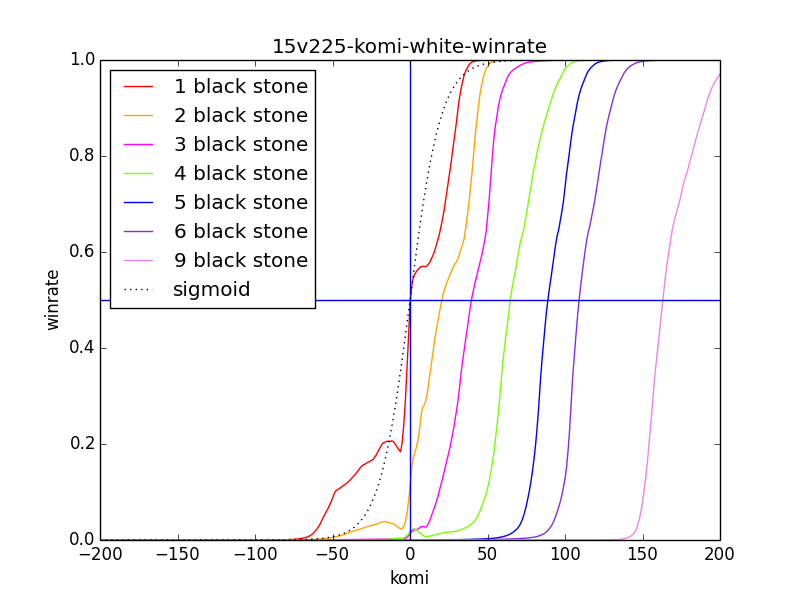 15v225-komi-white-winrate
1.0
0.8
0.6
0.4
0.2
0.0
winrate
1 black stone
2 black stone
3 black stone
4 black stone
5 black stone
6 black stone
9 black stone
sigmoid
−200 −150 −100 −50 0 50 100 150 200
komi